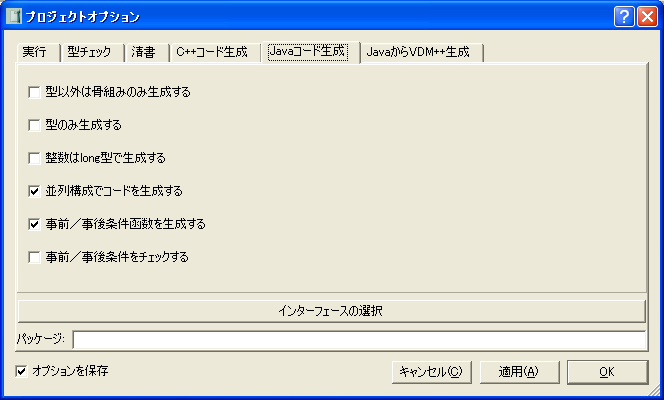 プロジェクトオプション
実行 型チェック 清書 C++コード生成 Javaコード生成 JavaからVDM++生成
型以外は骨組みのみ生成する
型のみ生成する
整数はlong型で生成する
並列構成でコードを生成する
事前／事後条件函数を生成する
事前／事後条件をチェックする
インターフェースの選択
パッケージ:
オプションを保存 キャンセル(C) 適用(A) OK